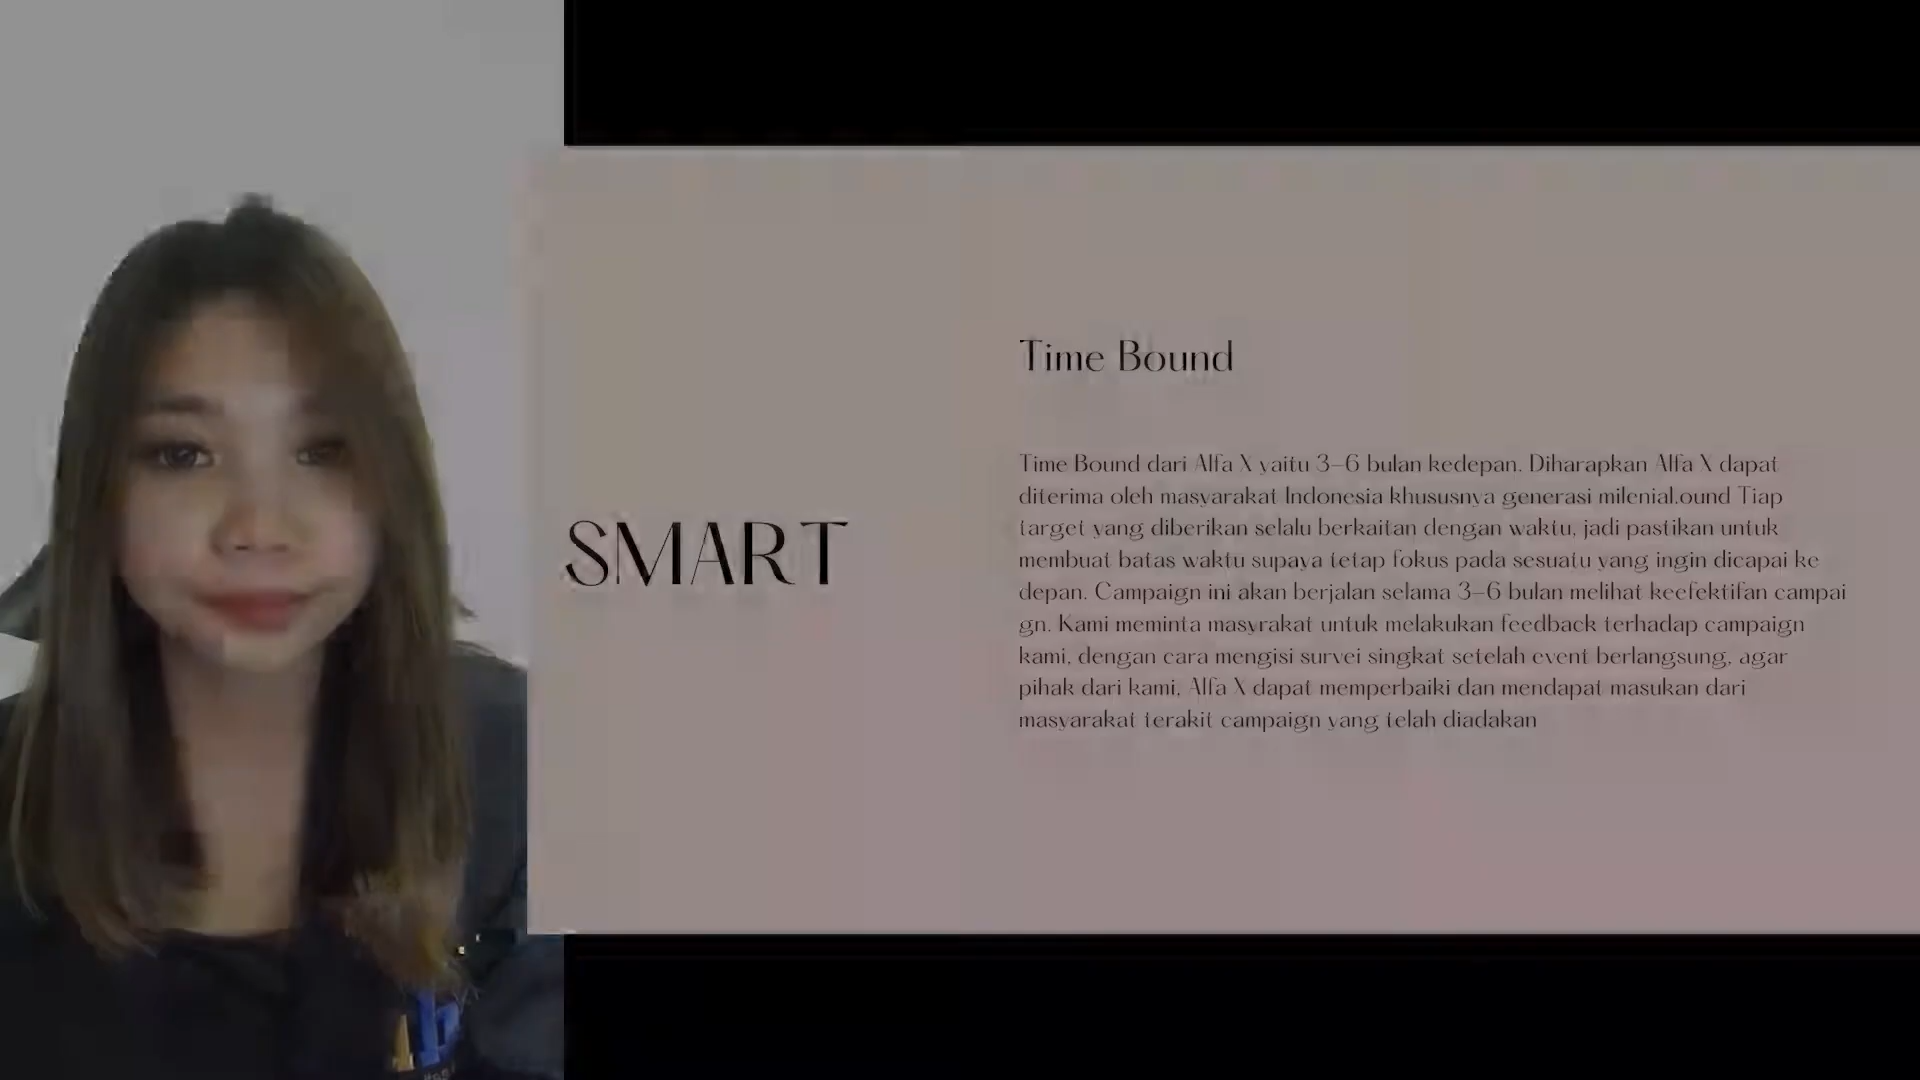 SMART
Time Bound
Time Bound dari Alfa X yaitu 3–6 bulan kedepan. Diharapkan Alfa X dapat
diterima oleh masyarakat Indonesia khususnya generasi milenial.ound Tiap
target yang diberikan selalu berkaitan dengan waktu, jadi pastikan untuk
membuat batas waktu supaya tetap fokus pada sesuatu yang ingin dicapai ke
depan. Campaign ini akan berjalan selama 3–6 bulan melihat keefektifan campai
gn. Kami meminta masyrakat untuk melakukan feedback terhadap campaign
kami, dengan cara mengisi survei singkat setelah event berlangsung, agar
pihak dari kami, Alfa X dapat memperbaiki dan mendapat masukan dari
masyarakat terakit campaign yang telah diadakan